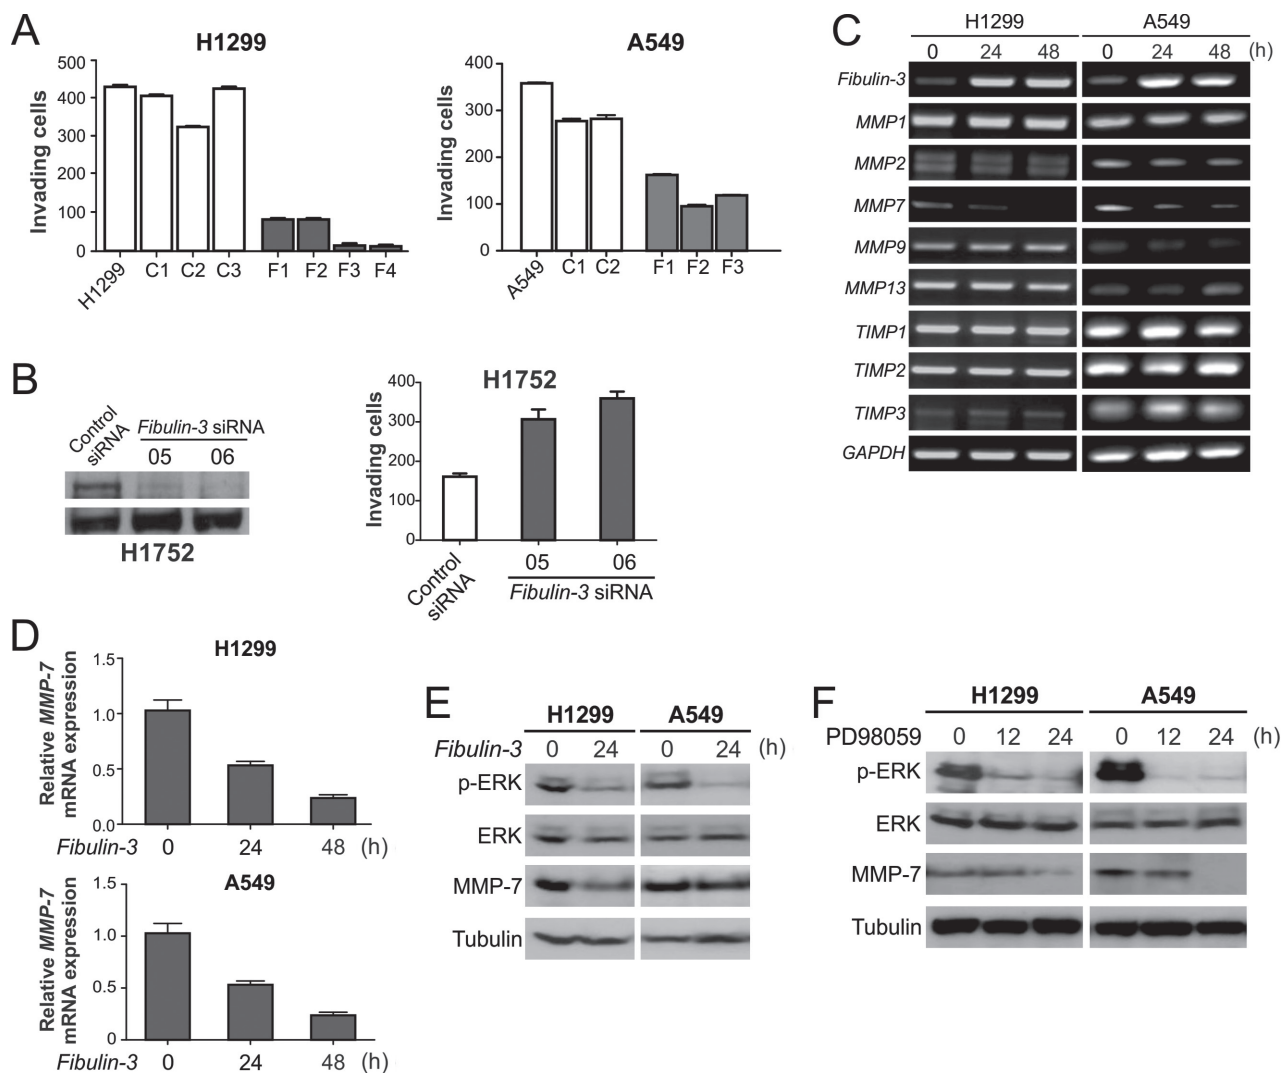 A
H1299
Invading cells
500
400
300
200
100
0
H1299 C1 C2 C3 F1 F2 F3 F4
A549
Invading cells
400
300
200
100
0
A549 C1 C2 F1 F2 F3
B
Control siRNA
Fibulin-3 siRNA
05 06
H1752
H1752
Invading cells
400
300
200
100
0
Control siRNA
05 06
Fibulin-3 siRNA
C
H1299 A549
0 24 48 0 24 48 (h)
Fibulin-3
MMP1
MMP2
MMP7
MMP9
MMP13
TIMP1
TIMP2
TIMP3
GAPDH
D
H1299
Relative MMP-7
mRNA expression
1.5
1.0
0.5
0.0
Fibulin-3 0 24 48 (h)
A549
Relative MMP-7
mRNA expression
1.5
1.0
0.5
0
Fibulin-3 0 24 48 (h)
E
H1299 A549
Fibulin-3 0 24 0 24 (h)
p-ERK
ERK
MMP-7
Tubulin
F
H1299 A549
PD98059 0 12 24 0 12 24 (h)
p-ERK
ERK
MMP-7
Tubulin